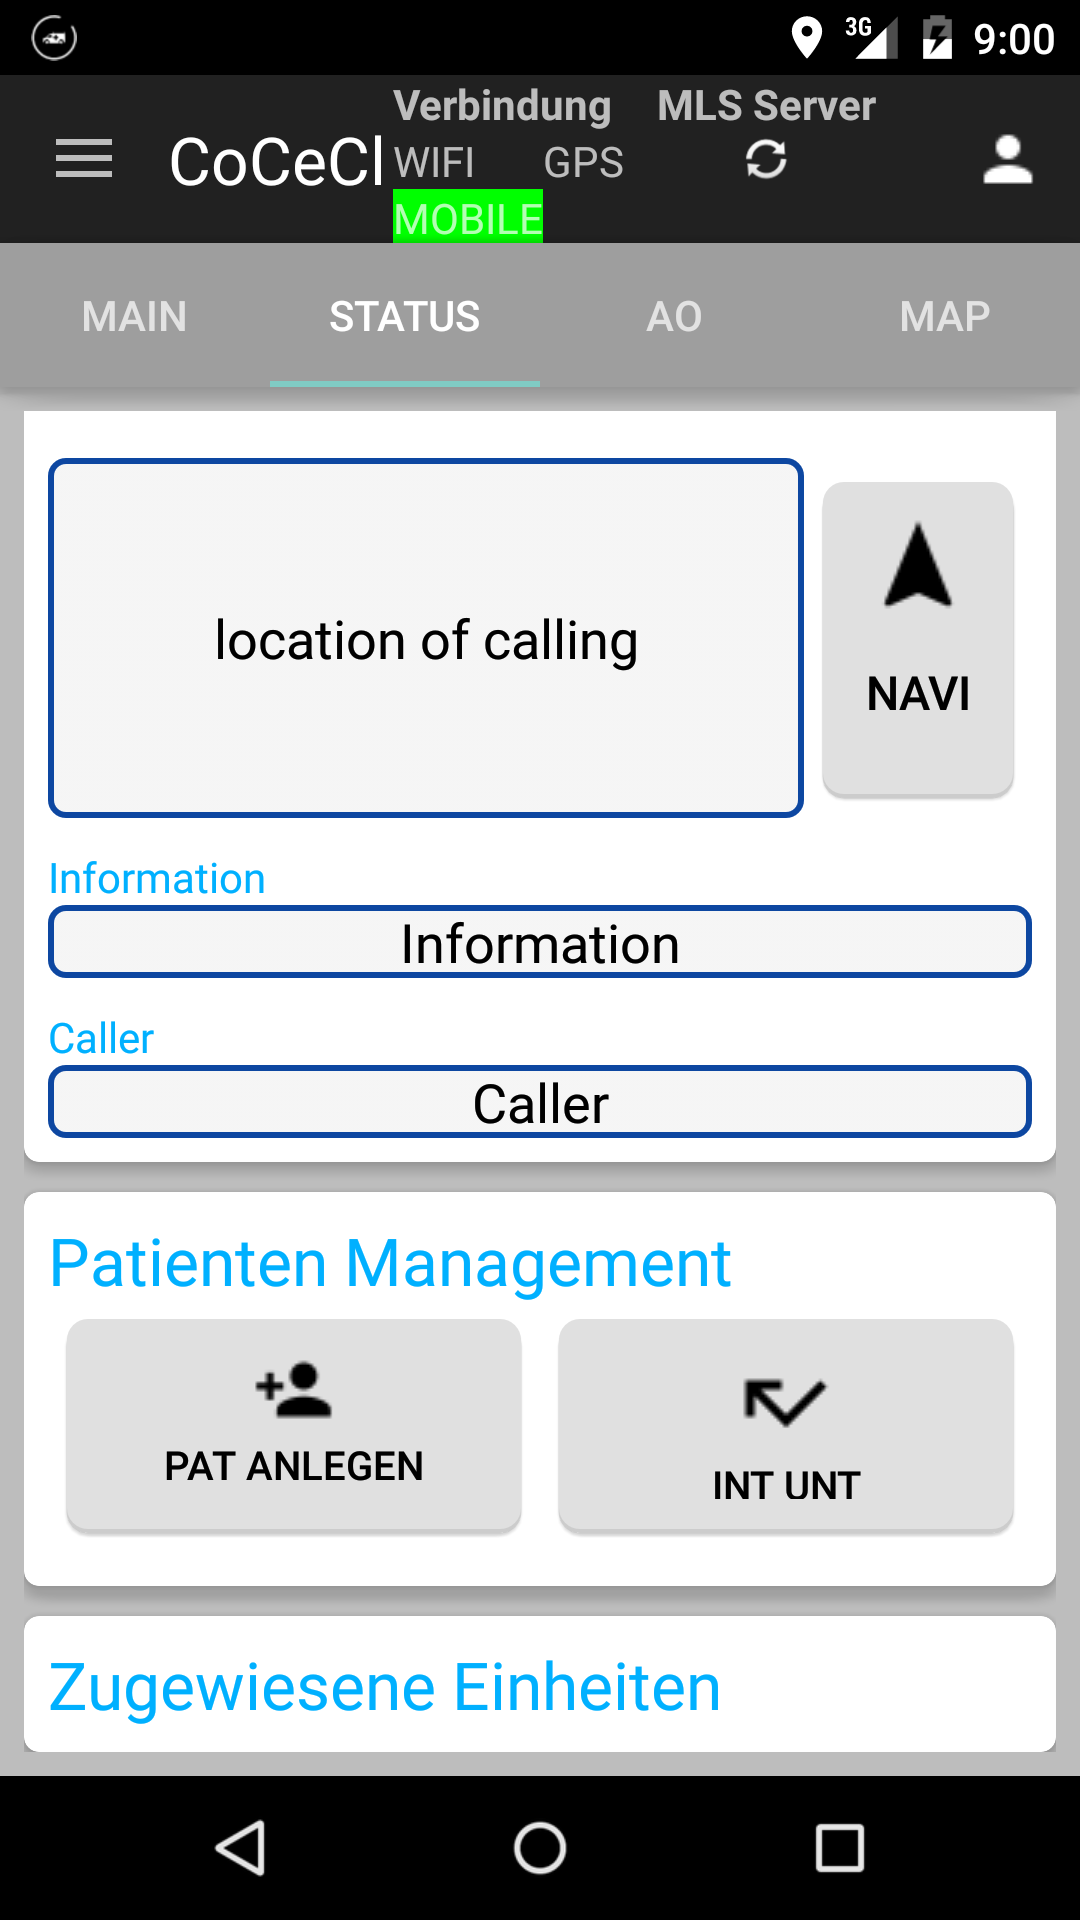 3G 9:00
Verbindung MLS Server
CoCeCl WIFI GPS
MOBILE
MAIN STATUS AO MAP
location of calling
NAVI
Information
Information
Caller
Caller
Patienten Management
PAT ANLEGEN INT UNT
Zugewiesene Einheiten